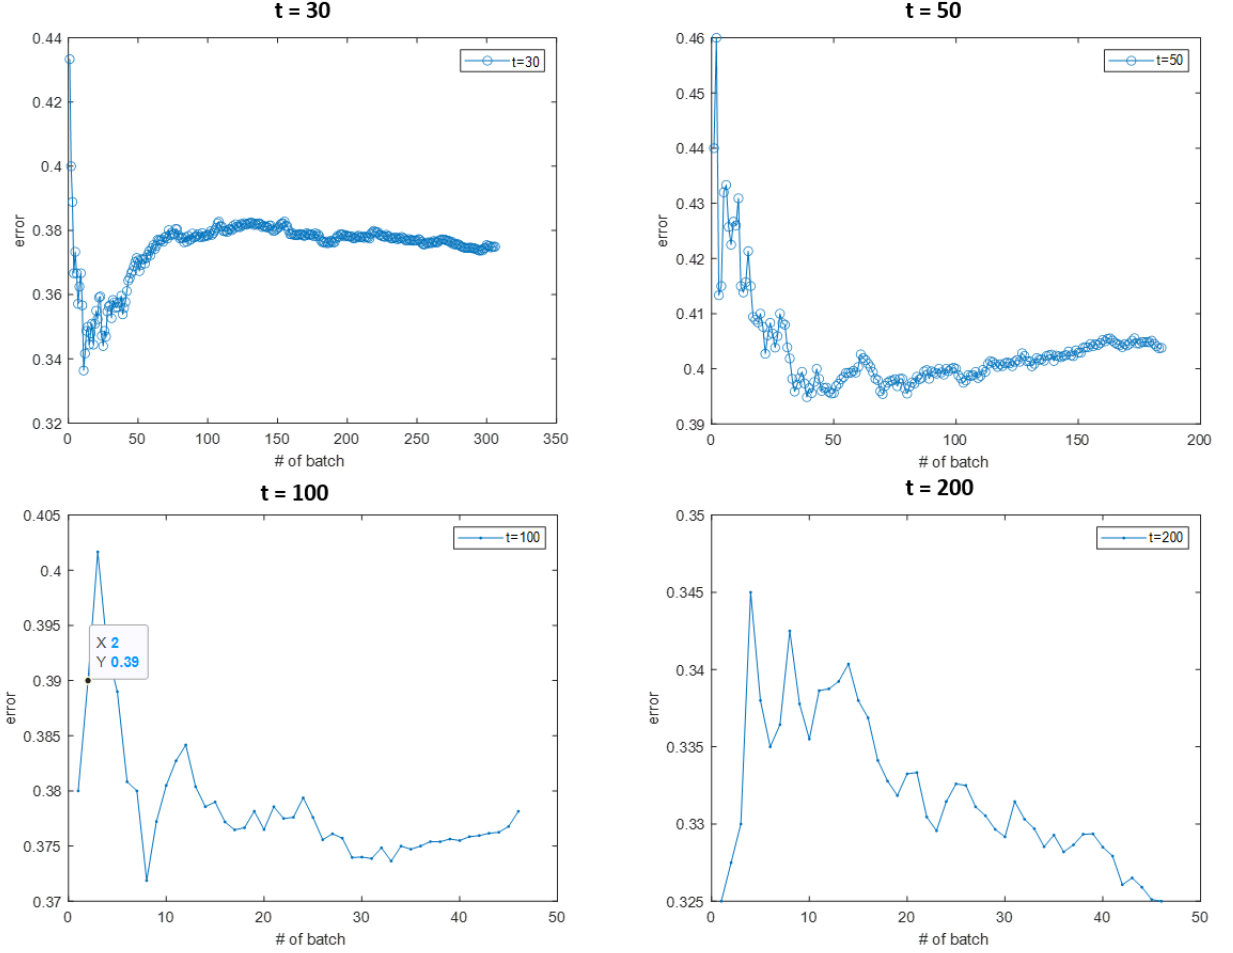 t = 30
0.44
0.42
0.4
0.38
0.36
0.34
0.32
error
t=30
0 50 100 150 200 250 300 350
# of batch
t = 50
0.46
0.45
0.44
0.43
0.42
0.41
0.4
0.39
error
t=50
0 50 100 150 200
# of batch
t = 100
0.405
0.4
0.395
0.39
0.385
0.38
0.375
0.37
error
t=100
X 2
Y 0.39
0 10 20 30 40 50
# of batch
t = 200
0.35
0.345
0.34
0.335
0.33
0.325
error
t=200
0 10 20 30 40 50
# of batch